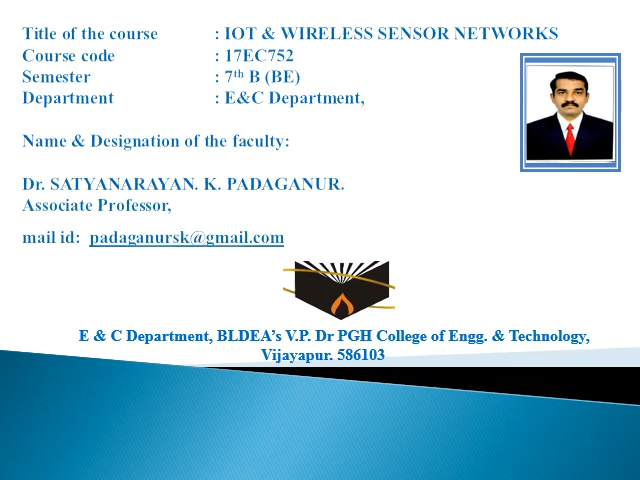 Title of the course : IOT & WIRELESS SENSOR NETWORKS
Course code : 17EC752
Semester : 7th B (BE)
Department : E&C Department,
Name & Designation of the faculty:
Dr. SATYANARAYAN. K. PADAGANUR.
Associate Professor,
mail id: padaganursk@gmail.com
E & C Department, BLDEA's V.P. Dr PGH College of Engg. & Technology,
Vijayapur. 586103